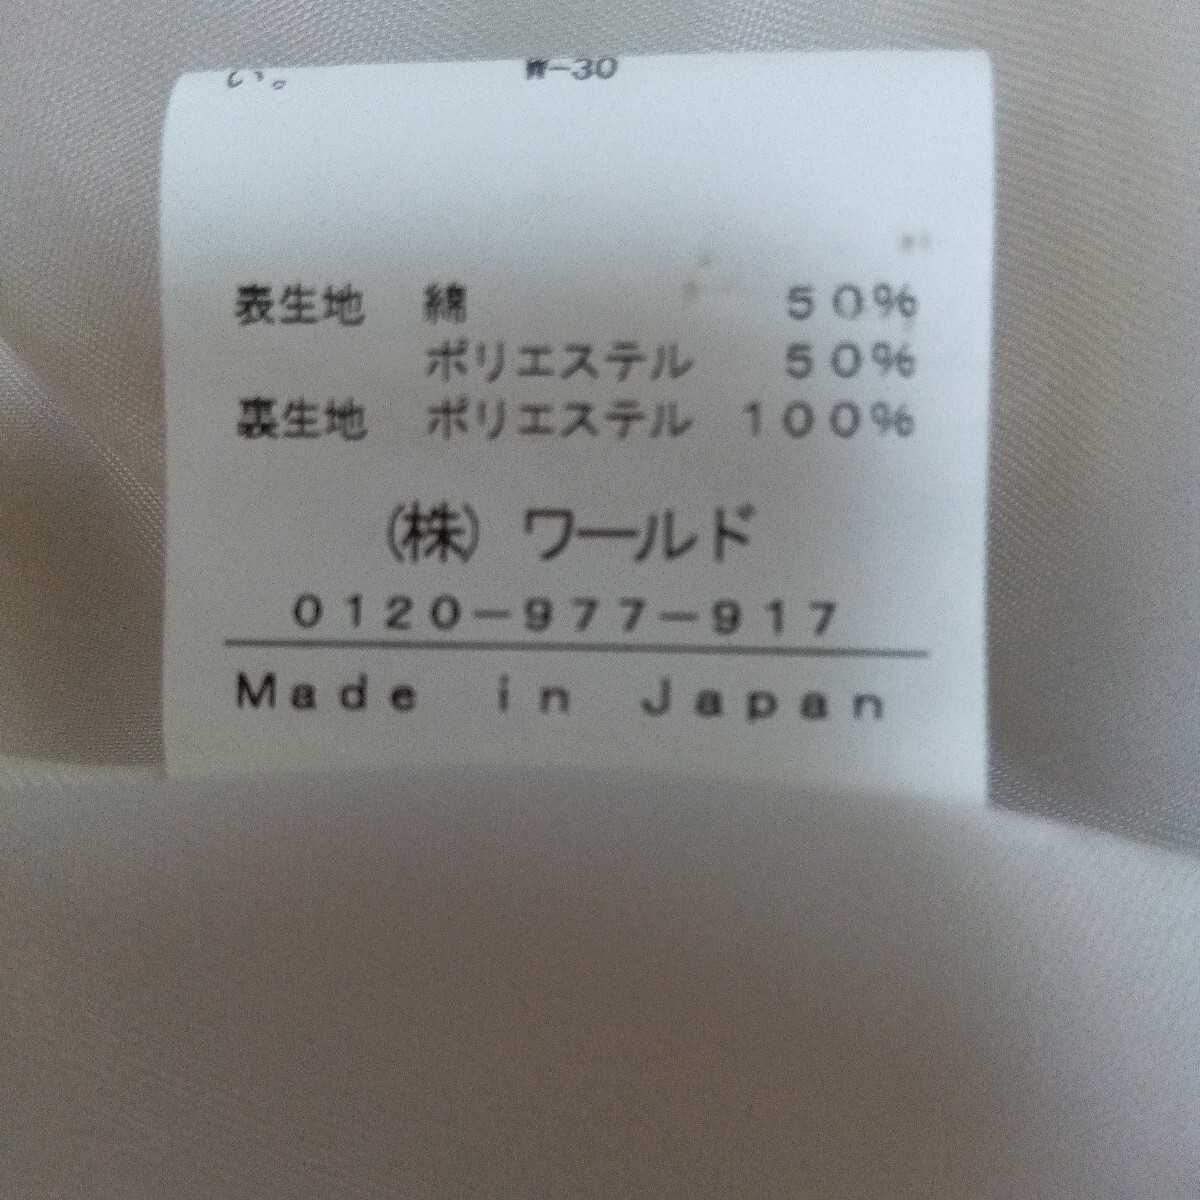 い。 W-30
表生地 綿 50%
ポリエステル 50%
裏生地 ポリエステル 100%
(株) ワールド
0120-977-917
Made in Japan